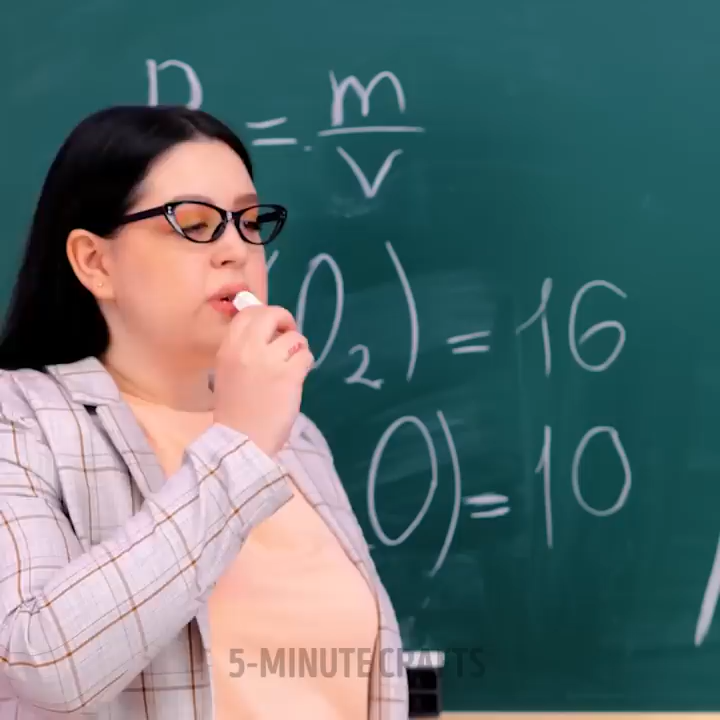 P = m/v
(O₂) = 16
O) = 10
5-MINUTE CRAFTS